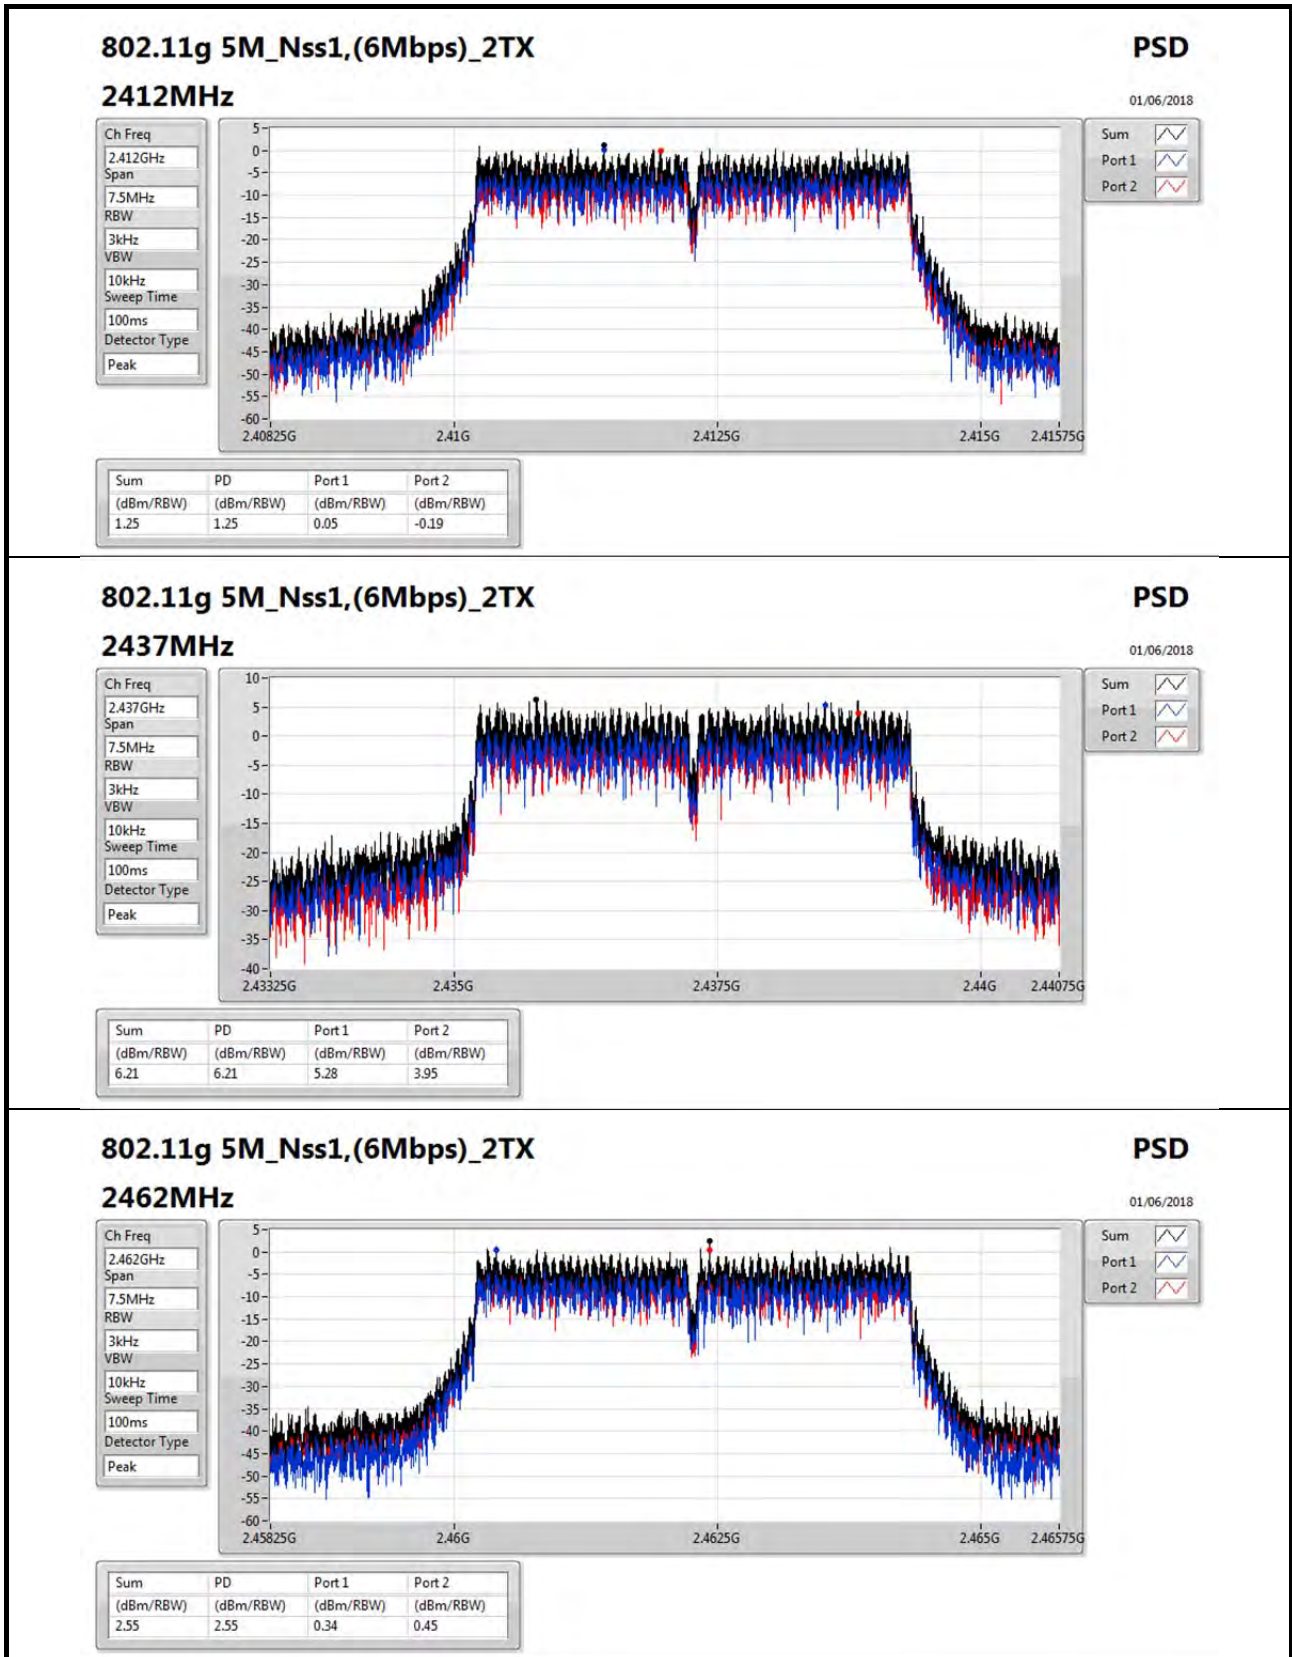 802.11g 5M_Nss1,(6Mbps)_2TX PSD
2412MHz 01/06/2018
Ch Freq
2.412GHz
Span
7.5MHz
RBW
3kHz
VBW
10kHz
Sweep Time
100ms
Detector Type
Peak
5
0
-5
-10
-15
-20
-25
-30
-35
-40
-45
-50
-55
-60
2.40825G 2.41G 2.4125G 2.415G 2.41575G
Sum
Port 1
Port 2
Sum PD Port 1 Port 2
(dBm/RBW) (dBm/RBW) (dBm/RBW) (dBm/RBW)
1.25 1.25 0.05 -0.19
802.11g 5M_Nss1,(6Mbps)_2TX PSD
2437MHz 01/06/2018
Ch Freq
2.437GHz
Span
7.5MHz
RBW
3kHz
VBW
10kHz
Sweep Time
100ms
Detector Type
Peak
10
5
0
-5
-10
-15
-20
-25
-30
-35
-40
2.43325G 2.435G 2.4375G 2.44G 2.44075G
Sum
Port 1
Port 2
Sum PD Port 1 Port 2
(dBm/RBW) (dBm/RBW) (dBm/RBW) (dBm/RBW)
6.21 6.21 5.28 3.95
802.11g 5M_Nss1,(6Mbps)_2TX PSD
2462MHz 01/06/2018
Ch Freq
2.462GHz
Span
7.5MHz
RBW
3kHz
VBW
10kHz
Sweep Time
100ms
Detector Type
Peak
5
0
-5
-10
-15
-20
-25
-30
-35
-40
-45
-50
-55
-60
2.45825G 2.46G 2.4625G 2.465G 2.46575G
Sum
Port 1
Port 2
Sum PD Port 1 Port 2
(dBm/RBW) (dBm/RBW) (dBm/RBW) (dBm/RBW)
2.55 2.55 0.34 0.45